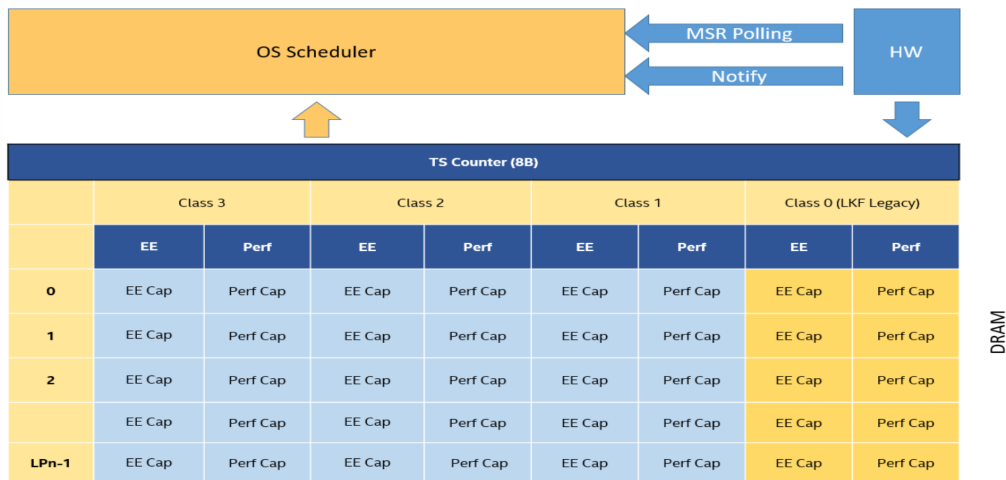 OS Scheduler
MSR Polling
Notify
HW
TS Counter (8B)
Class 3 Class 2 Class 1 Class 0 (LKF Legacy)
EE Perf EE Perf EE Perf EE Perf
0 EE Cap Perf Cap EE Cap Perf Cap EE Cap Perf Cap EE Cap Perf Cap
1 EE Cap Perf Cap EE Cap Perf Cap EE Cap Perf Cap EE Cap Perf Cap
2 EE Cap Perf Cap EE Cap Perf Cap EE Cap Perf Cap EE Cap Perf Cap
EE Cap Perf Cap EE Cap Perf Cap EE Cap Perf Cap EE Cap Perf Cap
LPn-1 EE Cap Perf Cap EE Cap Perf Cap EE Cap Perf Cap EE Cap Perf Cap
DRAM